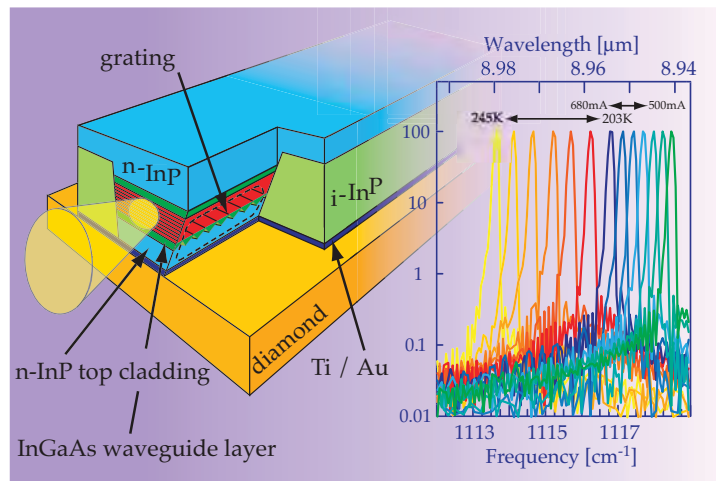 grating
n-InP
i-InP
diamond
n-InP top cladding
Ti / Au
InGaAs waveguide layer
Wavelength [µm]
8.98
8.96
8.94
680mA
500mA
245K
203K
100
10
1
0.1
0.01
1113
1115
1117
Frequency [cm⁻¹]